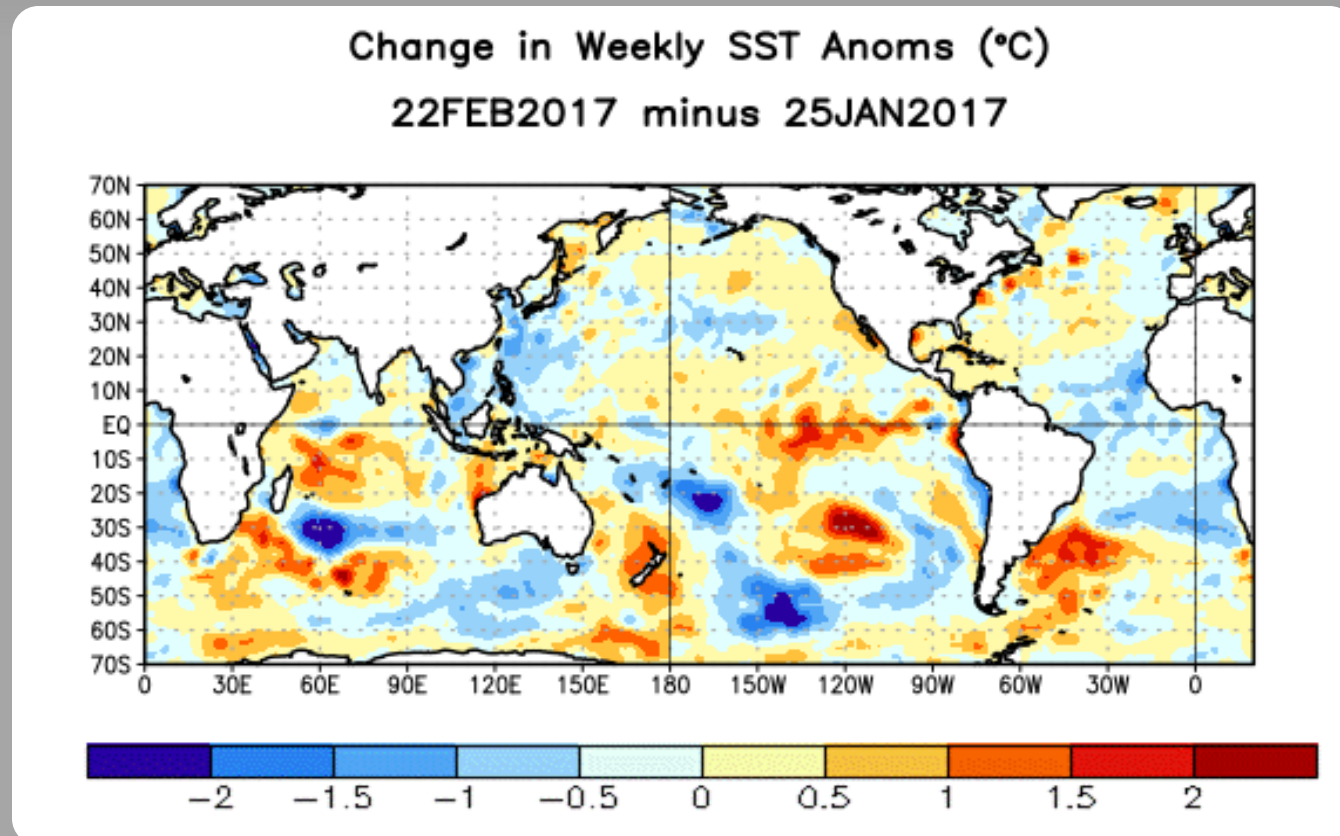 Change in Weekly SST Anoms (°C)
22FEB2017 minus 25JAN2017
70N
60N
50N
40N
30N
20N
10N
EQ
10S
20S
30S
40S
50S
60S
70S
0 30E 60E 90E 120E 150E 180 150W 120W 90W 60W 30W 0
−2 −1.5 −1 −0.5 0 0.5 1 1.5 2